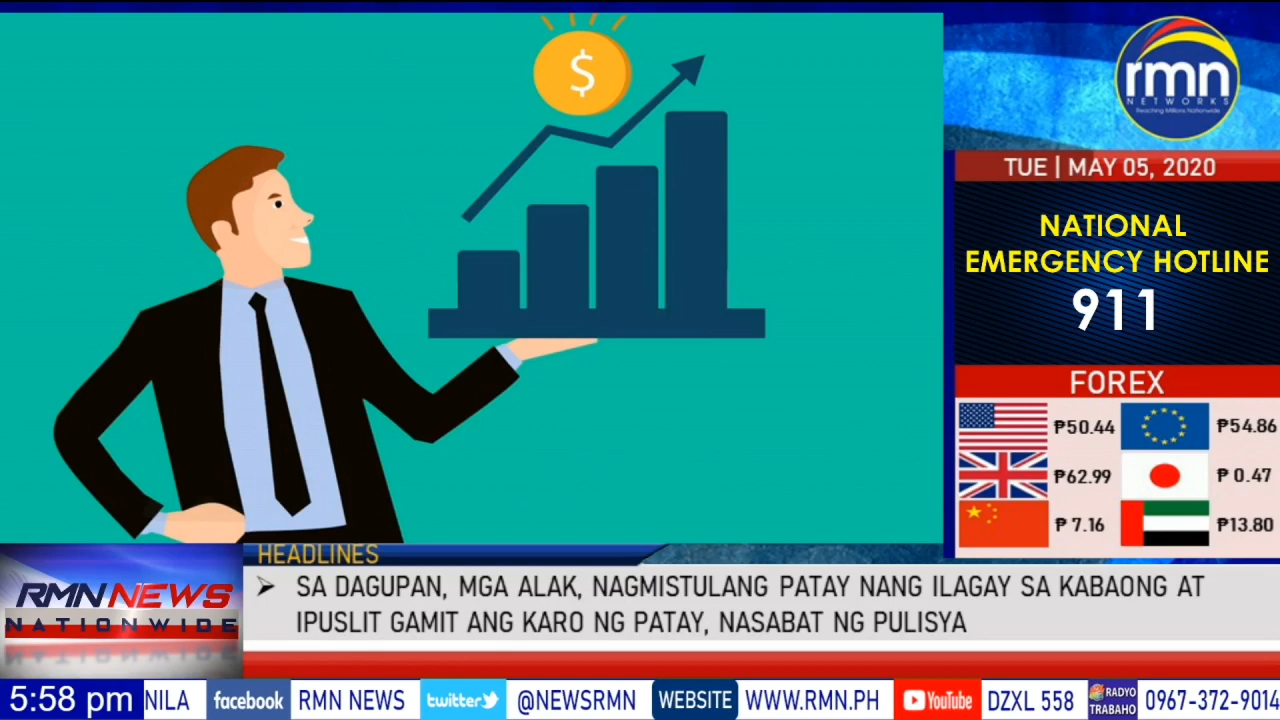 $
rmn
NETWORKS
Reaching Millions Nationwide
TUE | MAY 05, 2020
NATIONAL
EMERGENCY HOTLINE
911
FOREX
₱50.44 ₱54.86
₱62.99 ₱ 0.47
₱ 7.16 ₱13.80
HEADLINES
➢ SA DAGUPAN, MGA ALAK, NAGMISTULANG PATAY NANG ILAGAY SA KABAONG AT
IPUSLIT GAMIT ANG KARO NG PATAY, NASABAT NG PULISYA
RMN NEWS
NATIONWIDE
5:58 pm NILA facebook RMN NEWS twitter @NEWSRMN WEBSITE WWW.RMN.PH YouTube DZXL 558 RADYO TRABAHO 0967-372-9014